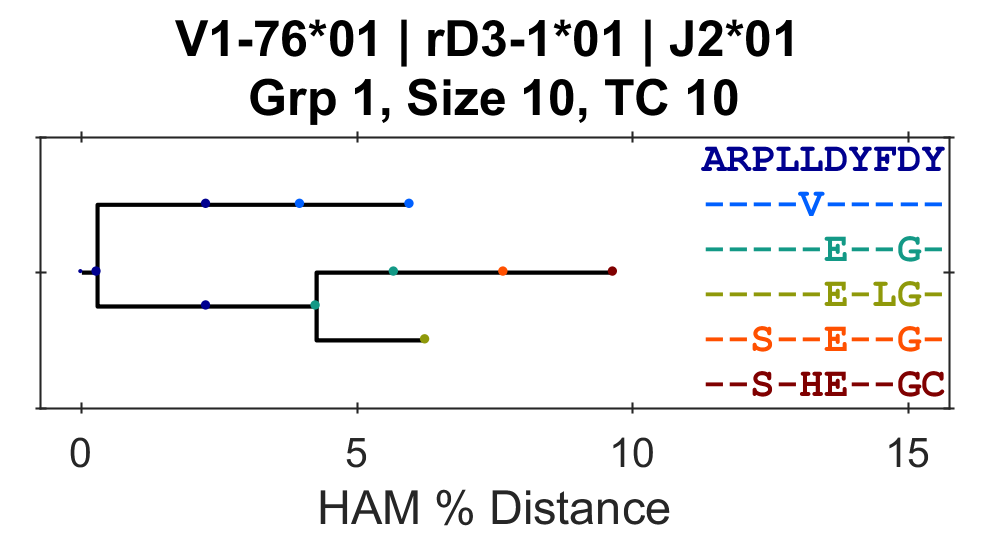 V1-76*01 | rD3-1*01 | J2*01
Grp 1, Size 10, TC 10
ARPLLDYFDY
----V-----
-----E--G-
-----E-LG-
--S--E--G-
--S-HE--GC
0 5 10 15
HAM % Distance